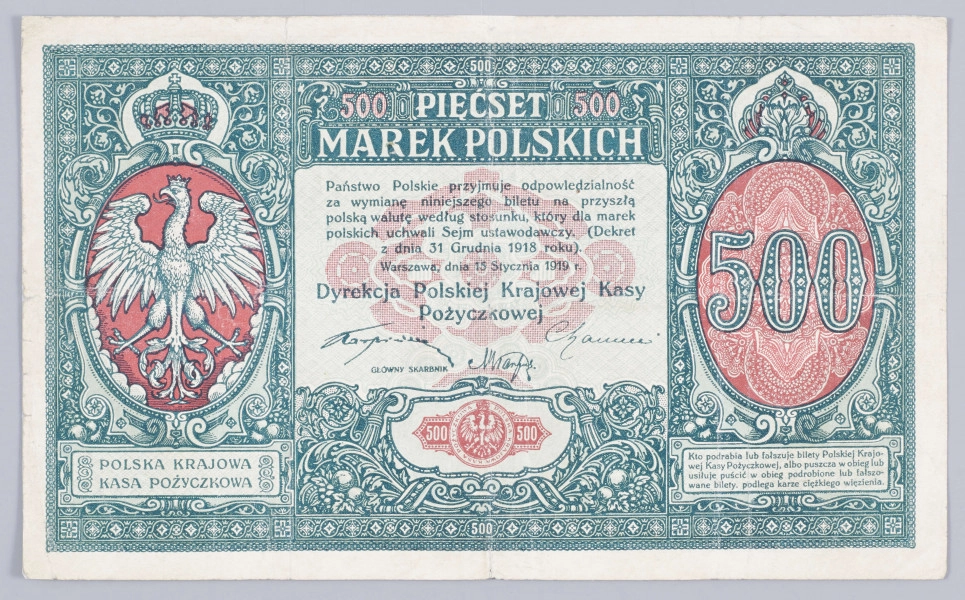 500
500 PIĘĆSET 500
MAREK POLSKICH
Państwo Polskie przyjmuje odpowiedzialność
za wymianę niniejszego biletu na przyszłą
polską walutę według stosunku, który dla marek
polskich uchwali Sejm ustawodawczy. (Dekret
z dnia 31 Grudnia 1918 roku).
Warszawa, dnia 15 Stycznia 1919 r.
Dyrekcja Polskiej Krajowej Kasy
Pożyczkowej
GŁÓWNY SKARBNIK
500 500
500
POLSKA KRAJOWA
KASA POŻYCZKOWA
500
Kto podrabia lub fałszuje bilety Polskiej Krajo-
wej Kasy Pożyczkowej, albo puszcza w obieg lub
usiłuje puścić w obieg podrobione lub fałszo-
wane bilety, podlega karze ciężkiego więzienia.